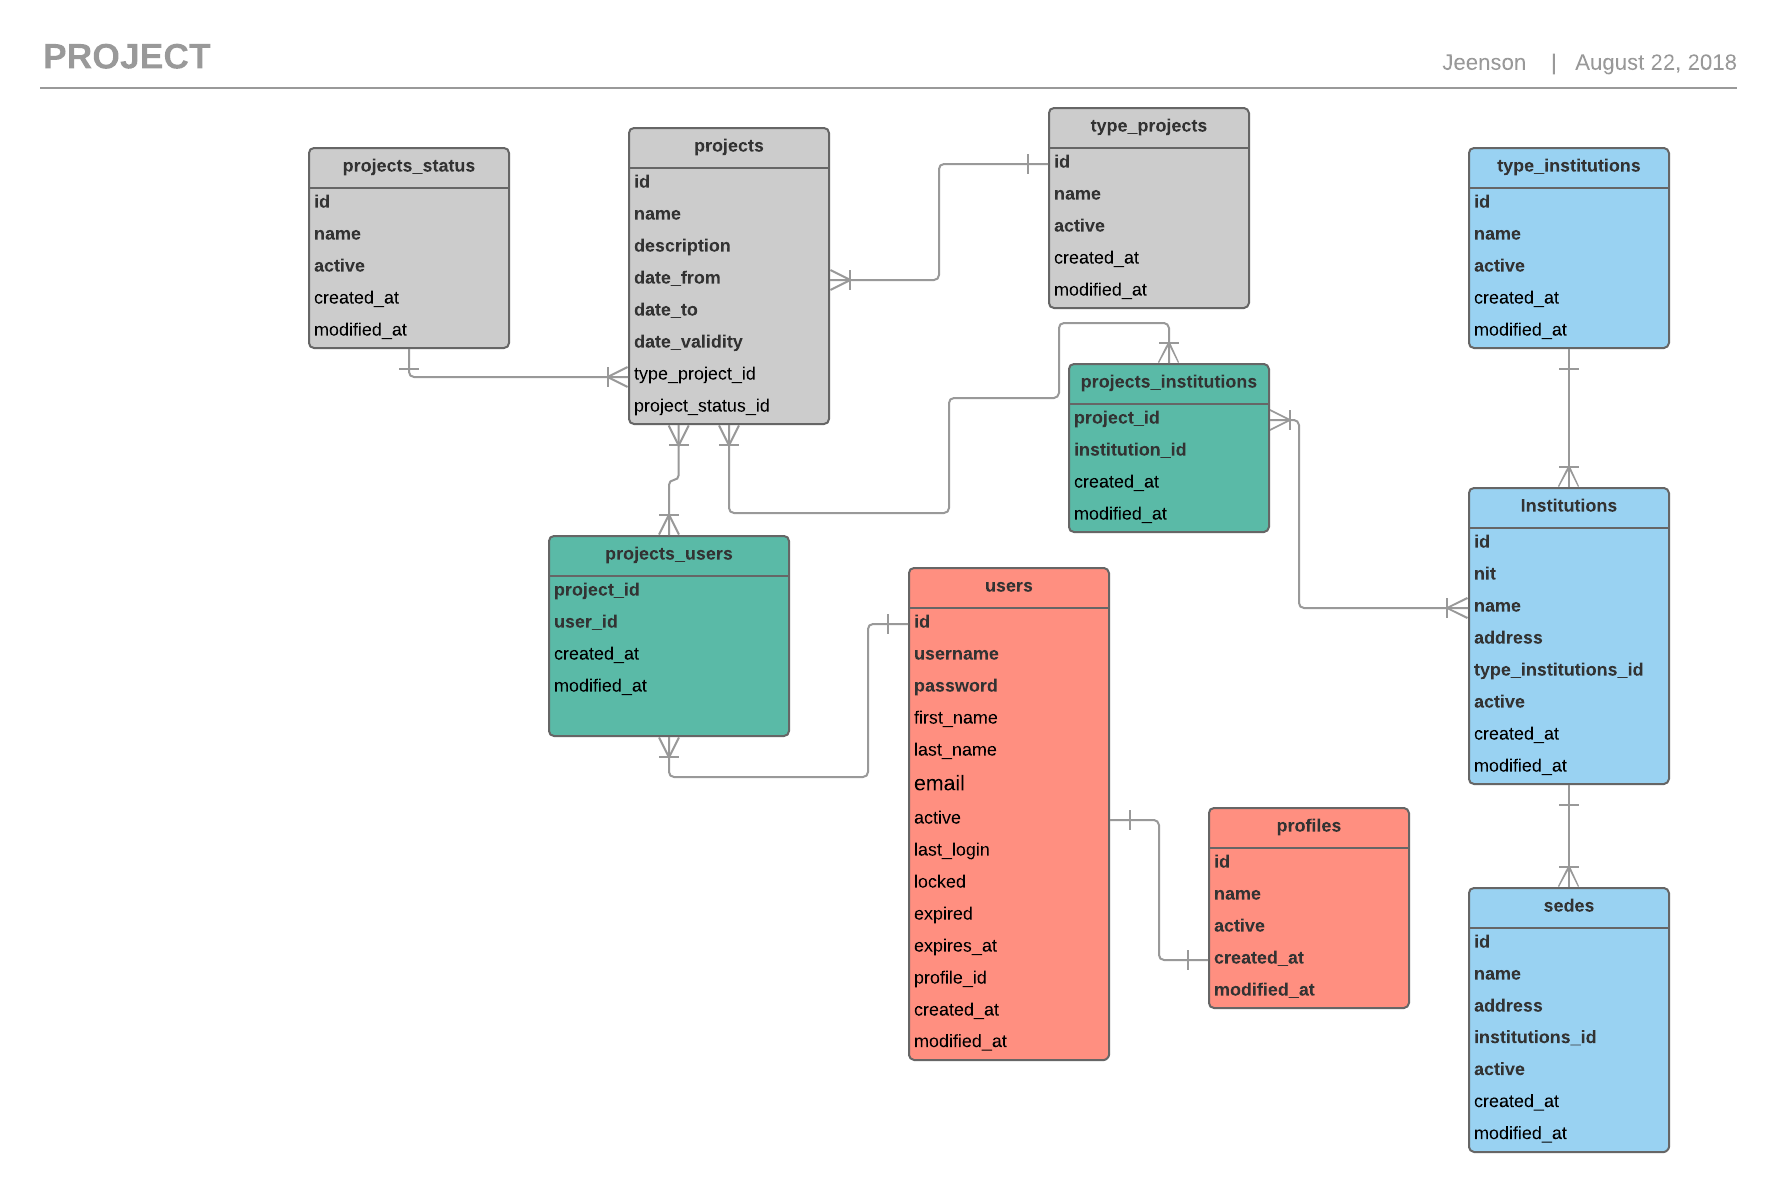 PROJECT
Jeenson | August 22, 2018
projects_status
id
name
active
created_at
modified_at
projects
id
name
description
date_from
date_to
date_validity
type_project_id
project_status_id
type_projects
id
name
active
created_at
modified_at
type_institutions
id
name
active
created_at
modified_at
projects_institutions
project_id
institution_id
created_at
modified_at
Institutions
id
nit
name
address
type_institutions_id
active
created_at
modified_at
projects_users
project_id
user_id
created_at
modified_at
users
id
username
password
first_name
last_name
email
active
last_login
locked
expired
expires_at
profile_id
created_at
modified_at
profiles
id
name
active
created_at
modified_at
sedes
id
name
address
institutions_id
active
created_at
modified_at